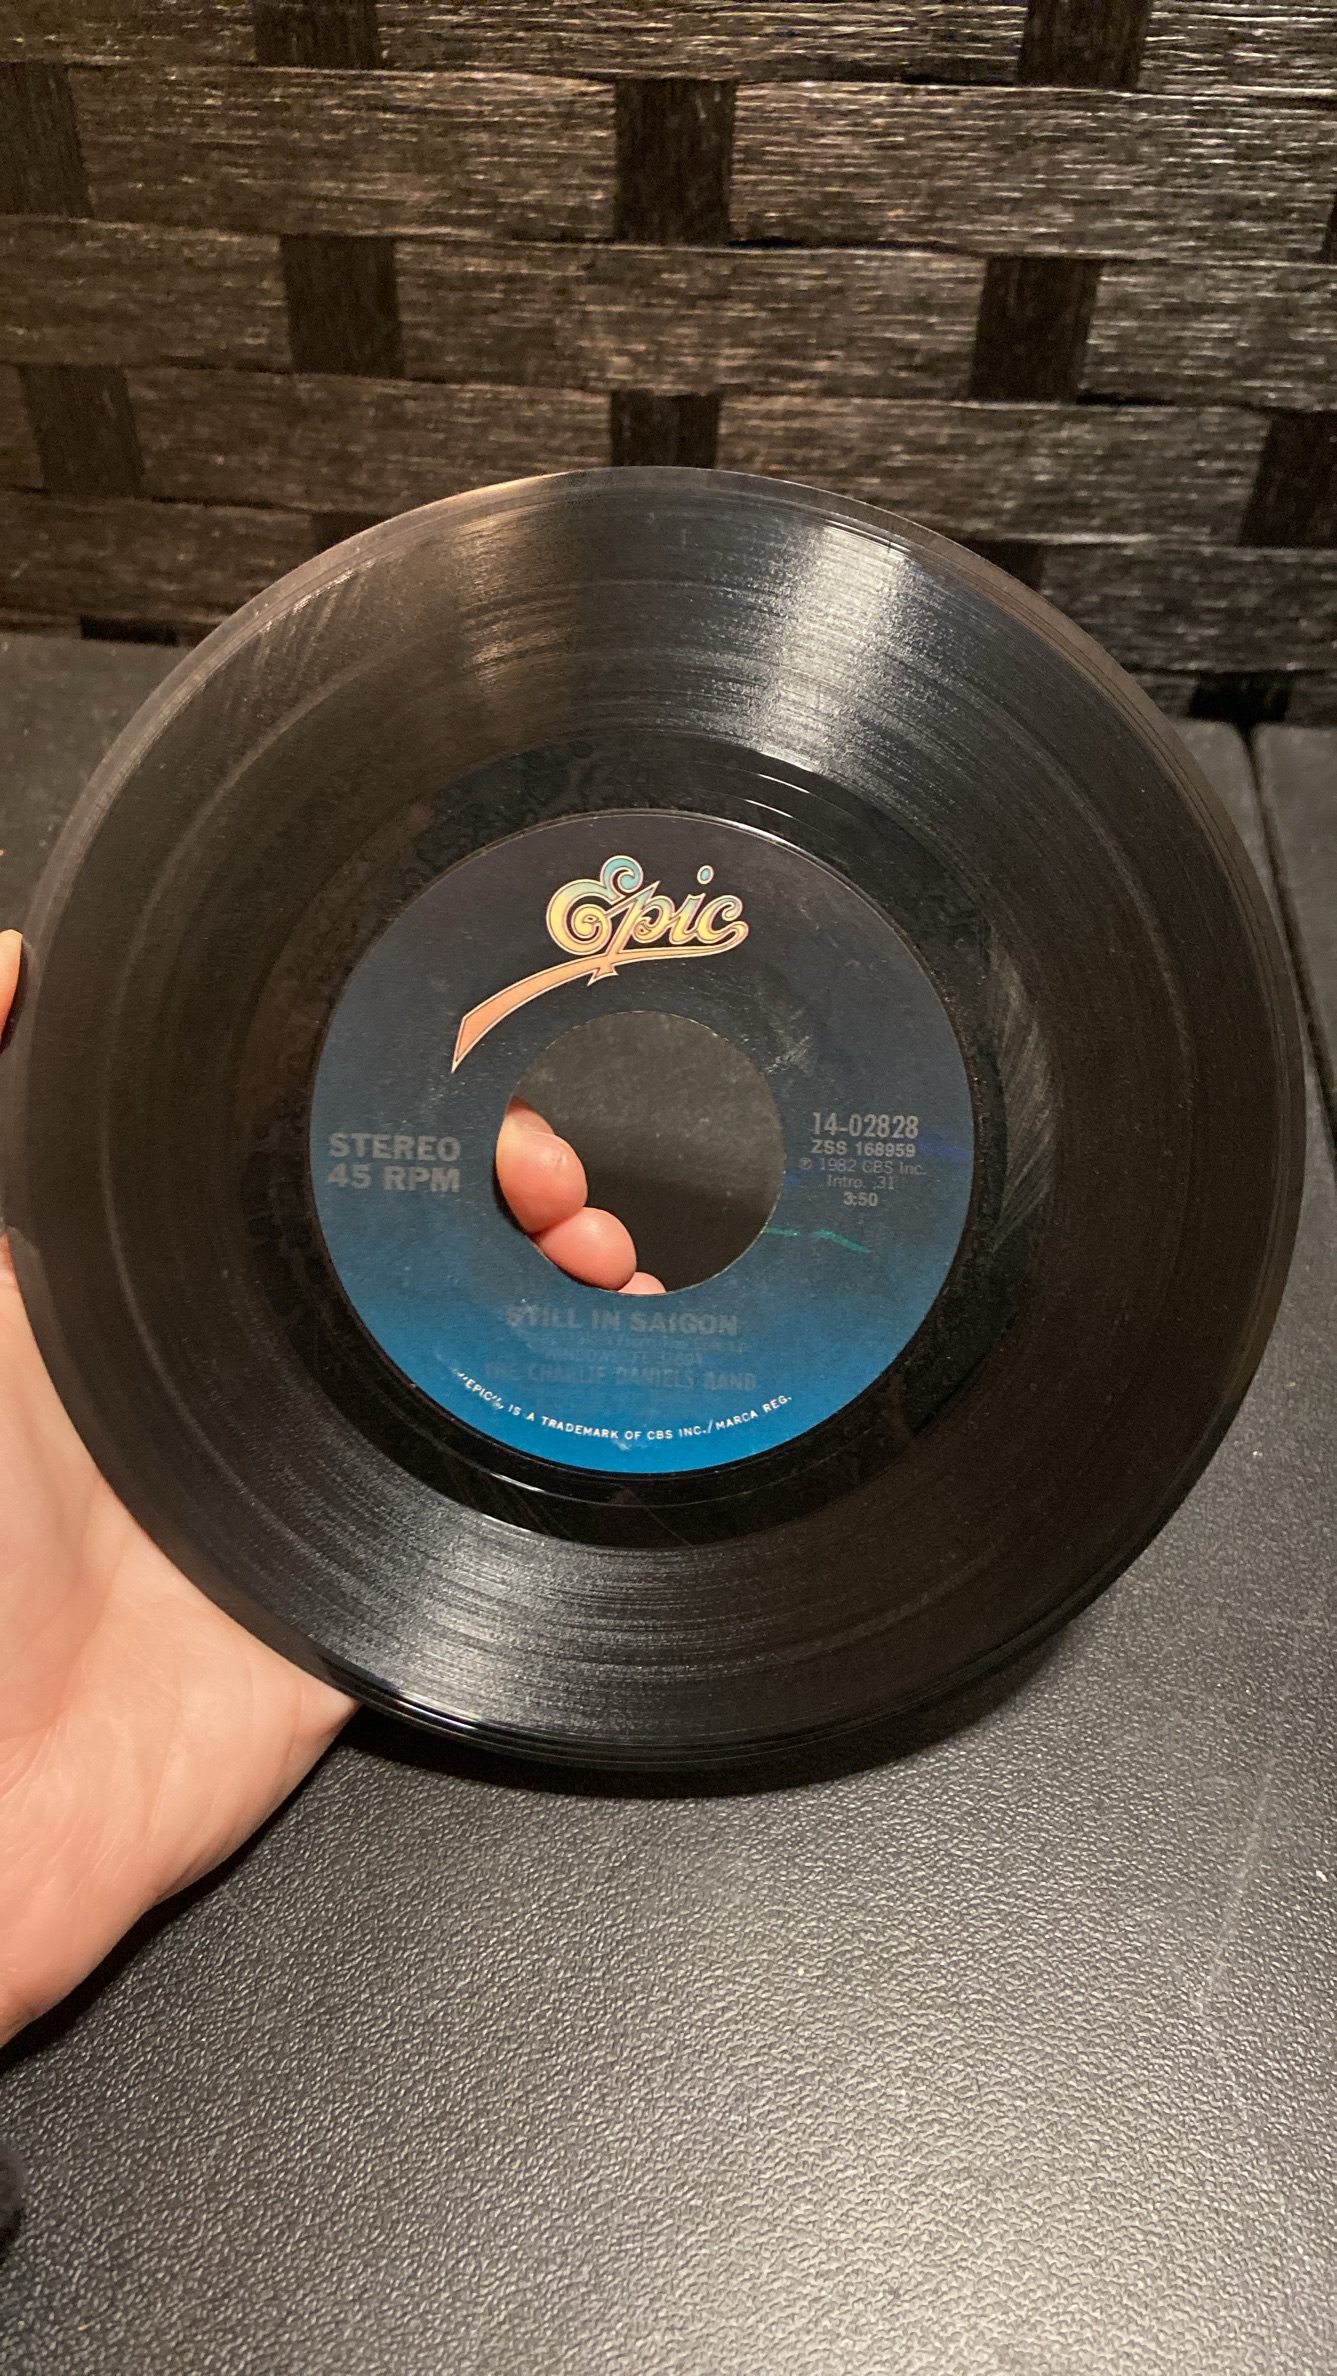 Epic
STEREO
45 RPM
14-02828
ZSS 168959
℗ 1982 CBS Inc.
Intro. :31
3:50
STILL IN SAIGON
THE CHARLIE DANIELS BAND
"EPIC", IS A TRADEMARK OF CBS INC./MARCA REG.